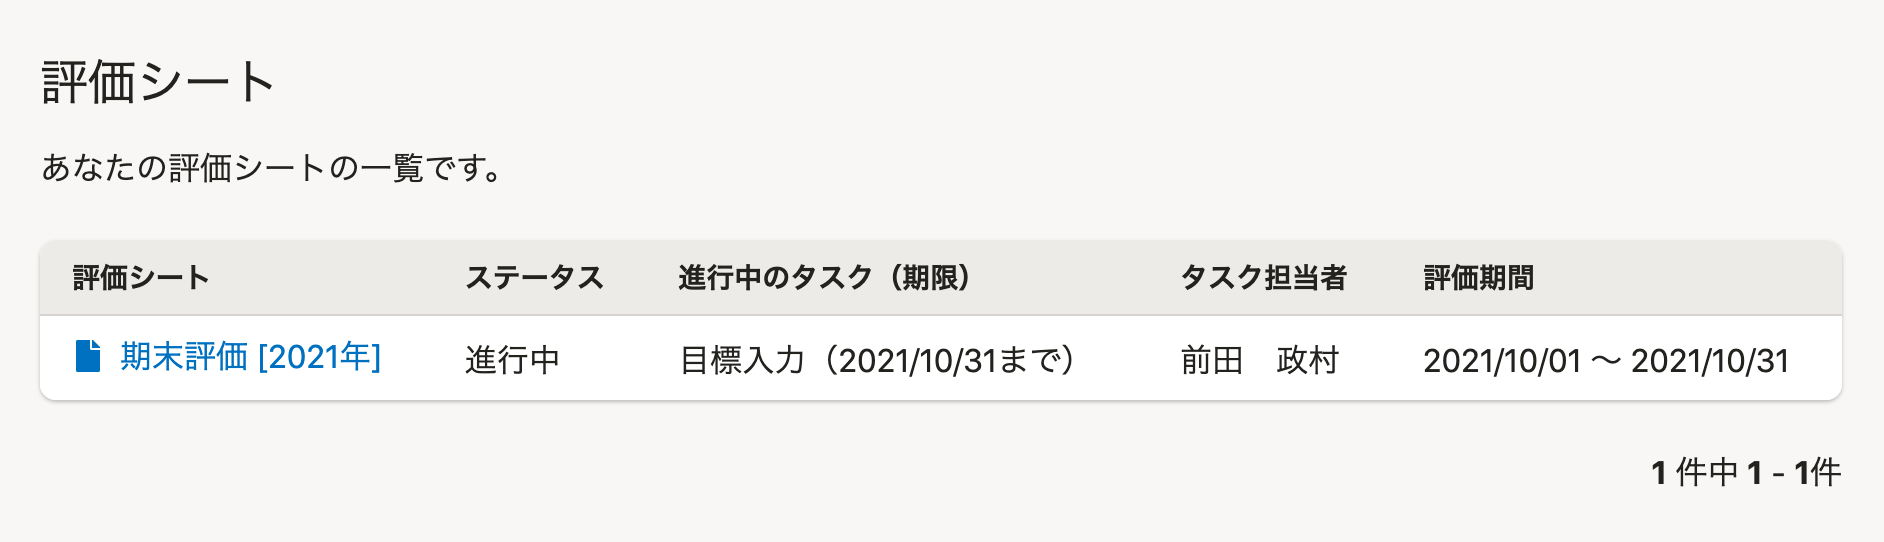 評価シート
あなたの評価シートの一覧です。
評価シート ステータス 進行中のタスク（期限） タスク担当者 評価期間
期末評価 [2021年] 進行中 目標入力（2021/10/31まで） 前田　政村 2021/10/01 〜 2021/10/31
1 件中 1 - 1件